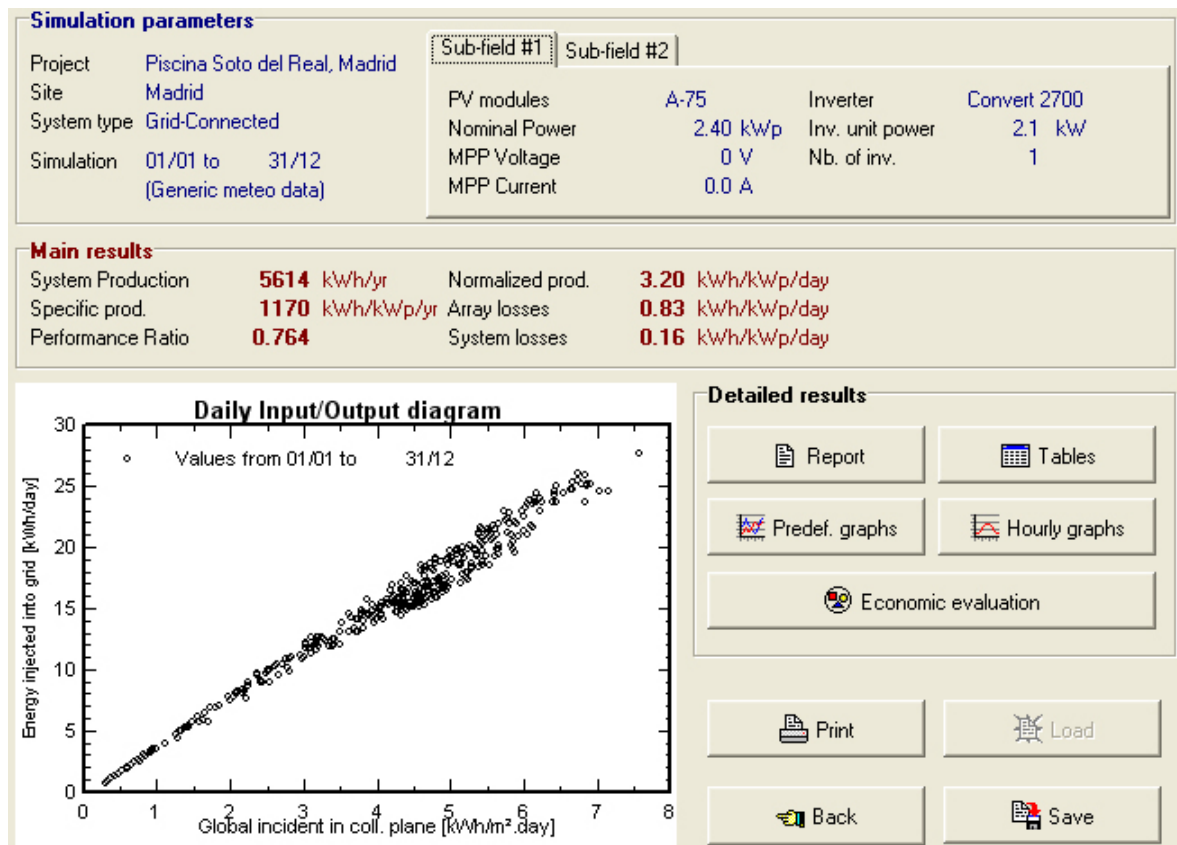 Simulation parameters
Project Piscina Soto del Real, Madrid
Site Madrid
System type Grid-Connected
Simulation 01/01 to 31/12
(Generic meteo data)
Sub-field #1 Sub-field #2
PV modules A-75 Inverter Convert 2700
Nominal Power 2.40 kWp Inv. unit power 2.1 kW
MPP Voltage 0 V Nb. of inv. 1
MPP Current 0.0 A
Main results
System Production 5614 kWh/yr Normalized prod. 3.20 kWh/kWp/day
Specific prod. 1170 kWh/kWp/yr Array losses 0.83 kWh/kWp/day
Performance Ratio 0.764 System losses 0.16 kWh/kWp/day
Daily Input/Output diagram
Values from 01/01 to 31/12
Energy injected into grid [kWh/day]
30
25
20
15
10
5
0
0 1 2 3 4 5 6 7 8
Global incident in coll. plane [kWh/m².day]
Detailed results
Report Tables
Predef. graphs Hourly graphs
Economic evaluation
Print Load
Back Save